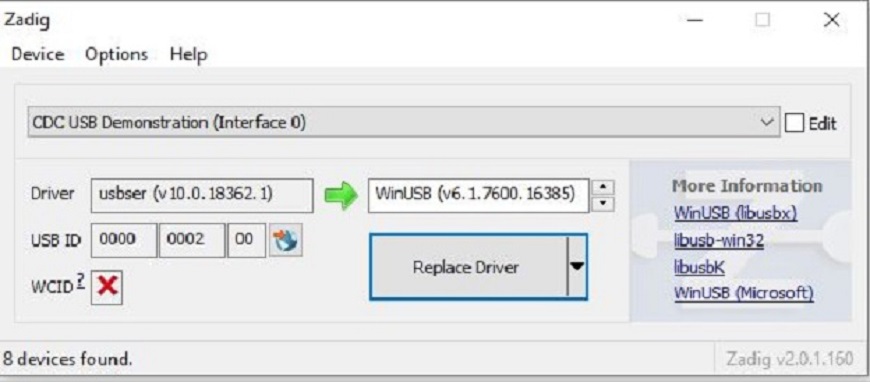 Zadig
Device Options Help
CDC USB Demonstration (Interface 0)
Edit
Driver usbser (v10.0.18362.1) WinUSB (v6.1.7600.16385)
USB ID 0000 0002 00
WCID ?
Replace Driver
More Information
WinUSB (libusbx)
libusb-win32
libusbK
WinUSB (Microsoft)
8 devices found.
Zadig v2.0.1.160